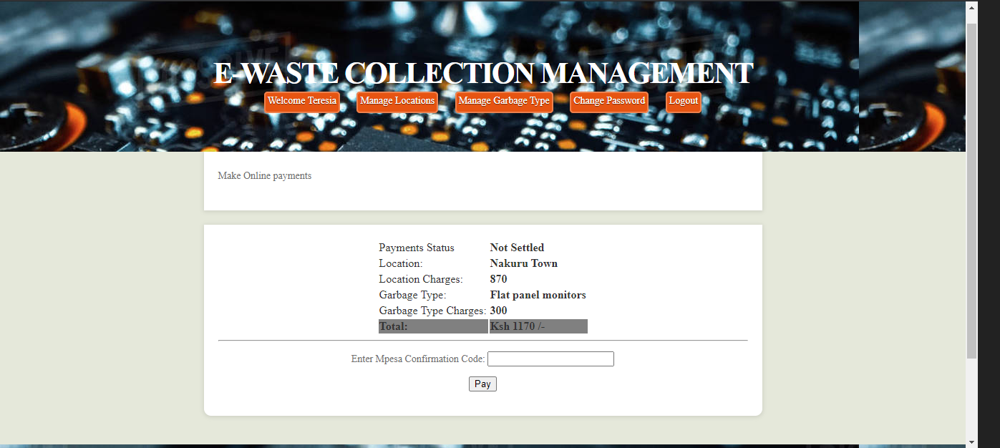 E-WASTE COLLECTION MANAGEMENT
Welcome Teresia Manage Locations Manage Garbage Type Change Password Logout
Make Online payments
Payments Status Not Settled
Location: Nakuru Town
Location Charges: 870
Garbage Type: Flat panel monitors
Garbage Type Charges: 300
Total: Ksh 1170 /-
Enter Mpesa Confirmation Code:
Pay